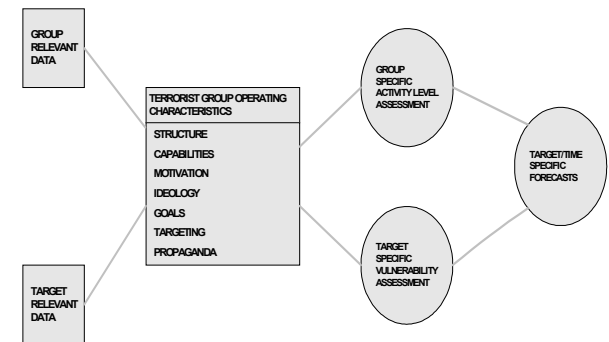 GROUP
RELEVANT
DATA
TERRORIST GROUP OPERATING
CHARACTERISTICS
STRUCTURE
CAPABILITIES
MOTIVATION
IDEOLOGY
GOALS
TARGETING
PROPAGANDA
TARGET
RELEVANT
DATA
GROUP
SPECIFIC
ACTIVITY LEVEL
ASSESSMENT
TARGET
SPECIFIC
VULNERABILITY
ASSESSMENT
TARGET/TIME
SPECIFIC
FORECASTS